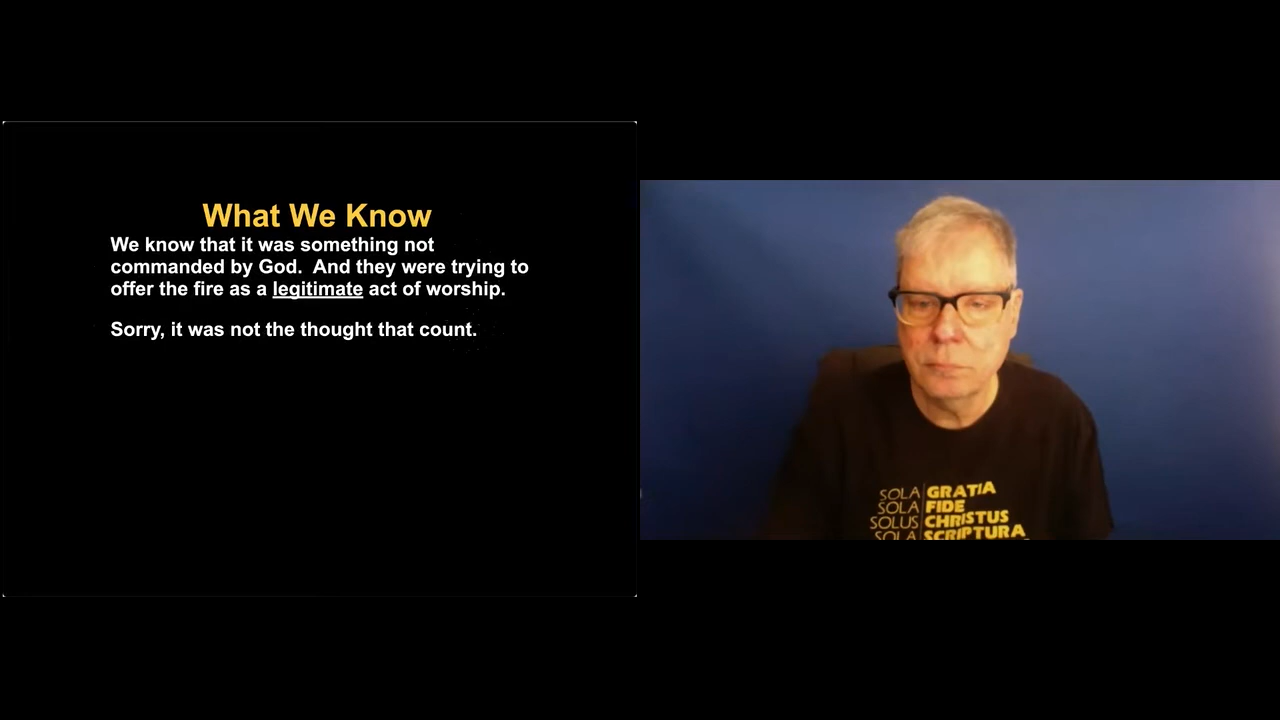 What We Know
We know that it was something not
commanded by God.  And they were trying to
offer the fire as a legitimate act of worship.
Sorry, it was not the thought that count.
SOLA GRATIA
SOLA FIDE
SOLUS CHRISTUS
SOLA SCRIPTURA